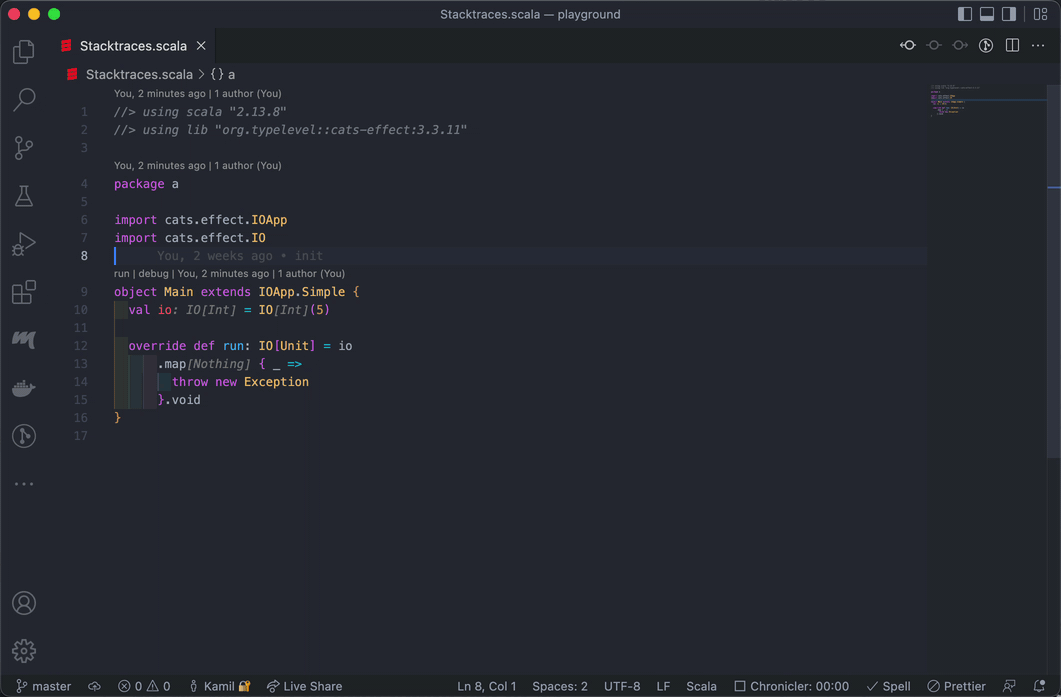 Stacktraces.scala — playground
Stacktraces.scala
Stacktraces.scala > {} a
You, 2 minutes ago | 1 author (You)
1 //> using scala "2.13.8"
2 //> using lib "org.typelevel::cats-effect:3.3.11"
3
You, 2 minutes ago | 1 author (You)
4 package a
5
6 import cats.effect.IOApp
7 import cats.effect.IO
8 You, 2 weeks ago • init
run | debug | You, 2 minutes ago | 1 author (You)
9 object Main extends IOApp.Simple {
10 val io: IO[Int] = IO[Int](5)
11
12 override def run: IO[Unit] = io
13 .map[Nothing] { _ =>
14 throw new Exception
15 }.void
16 }
17
master 0 0 Kamil Live Share Ln 8, Col 1 Spaces: 2 UTF-8 LF Scala Chronicler: 00:00 Spell Prettier